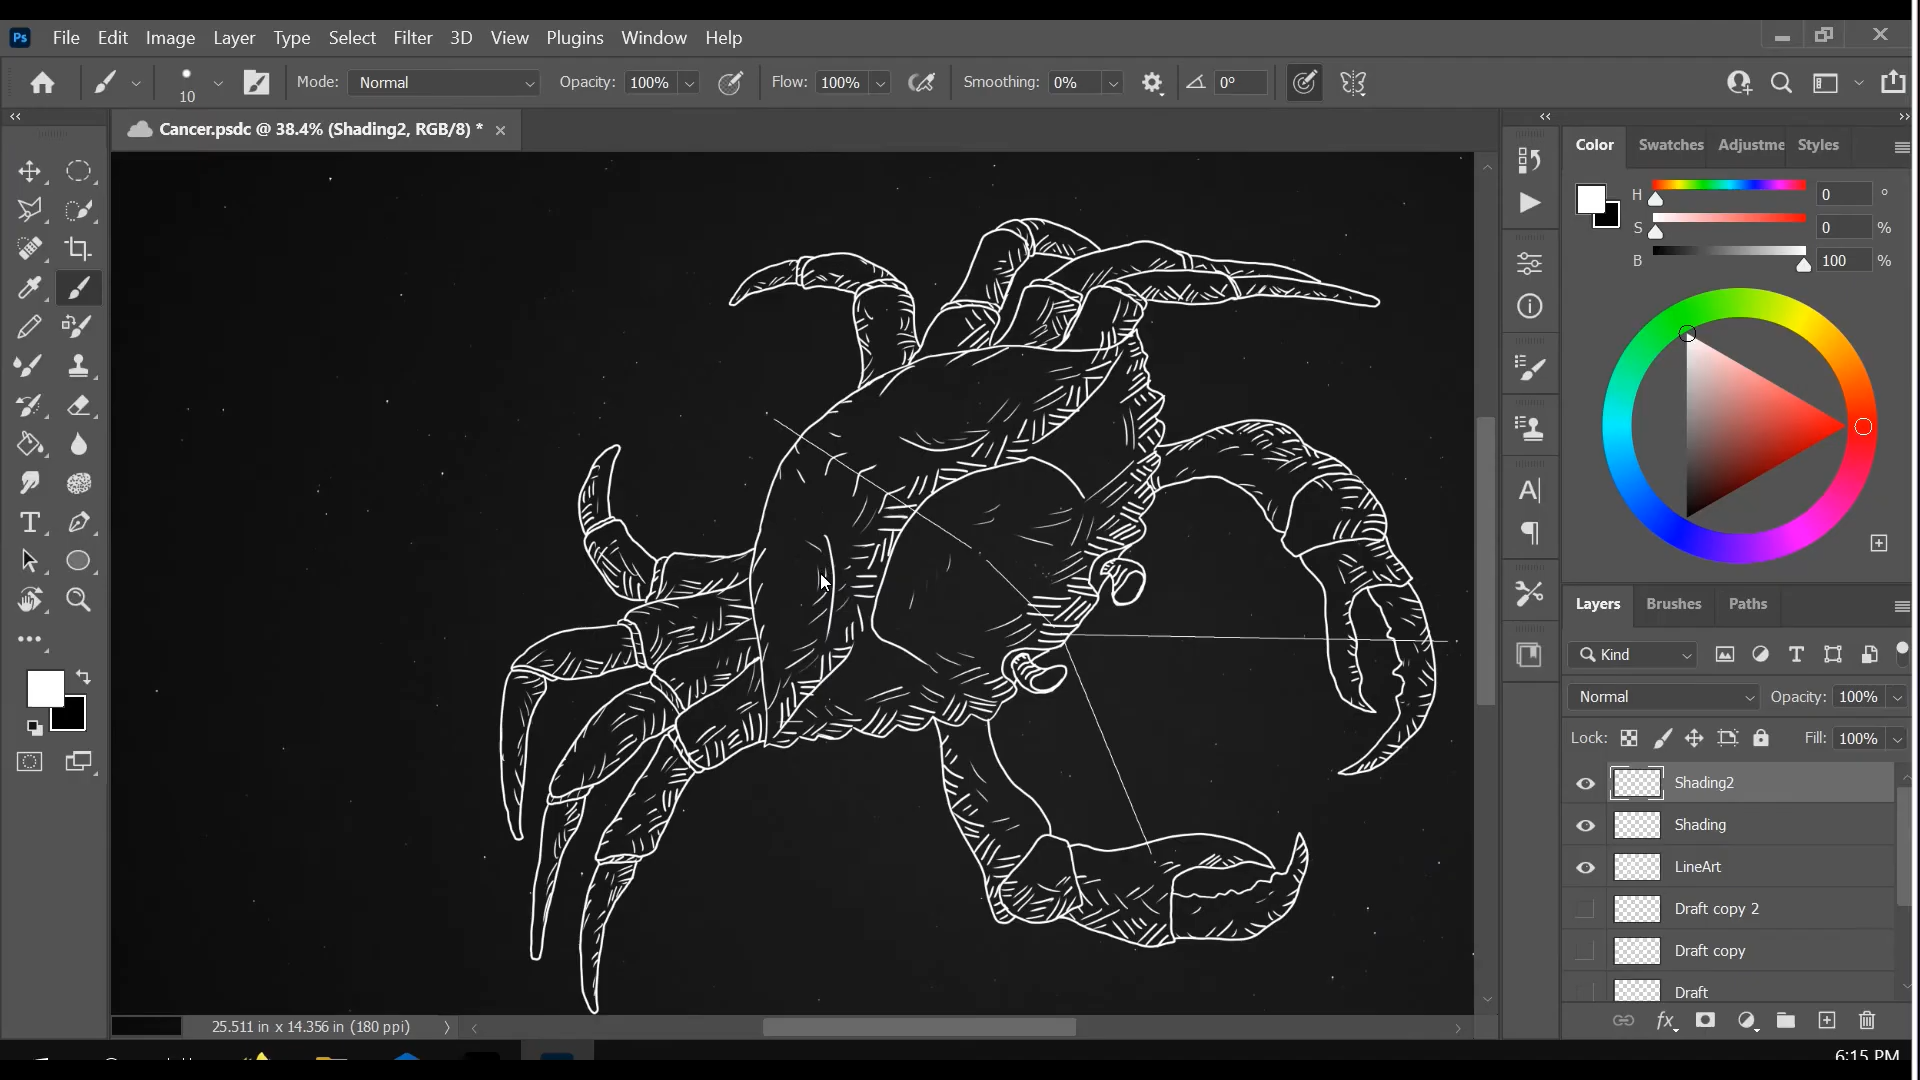 Ps File Edit Image Layer Type Select Filter 3D View Plugins Window Help
10 Mode: Normal Opacity: 100% Flow: 100% Smoothing: 0% 0°
Cancer.psdc @ 38.4% (Shading2, RGB/8) *
Color Swatches Adjustme Styles
H 0 °
S 0 %
B 100 %
Layers Brushes Paths
Kind
Normal Opacity: 100%
Lock: Fill: 100%
Shading2
Shading
LineArt
Draft copy 2
Draft copy
Draft
25.511 in x 14.356 in (180 ppi)
fx
6:15 PM